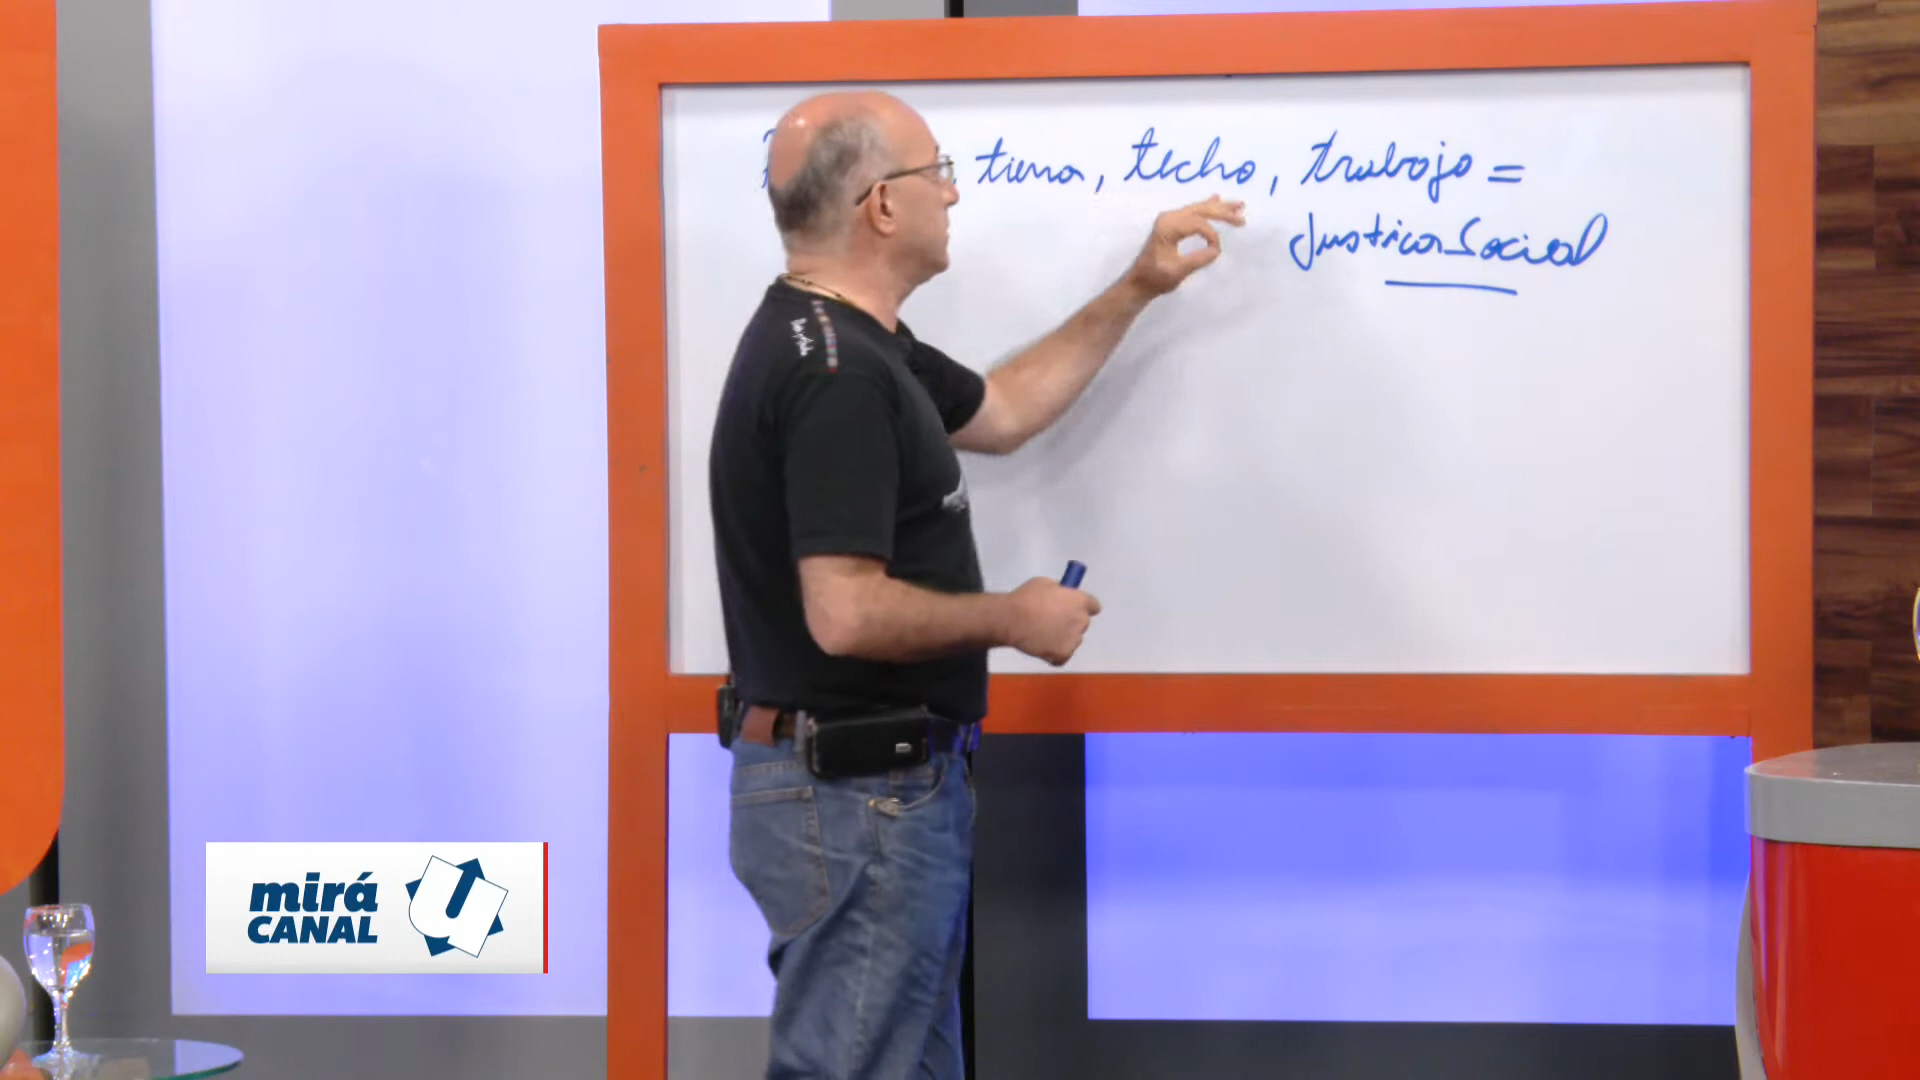 tierra, techo, trabajo =
Justicia Social
mirá
CANAL